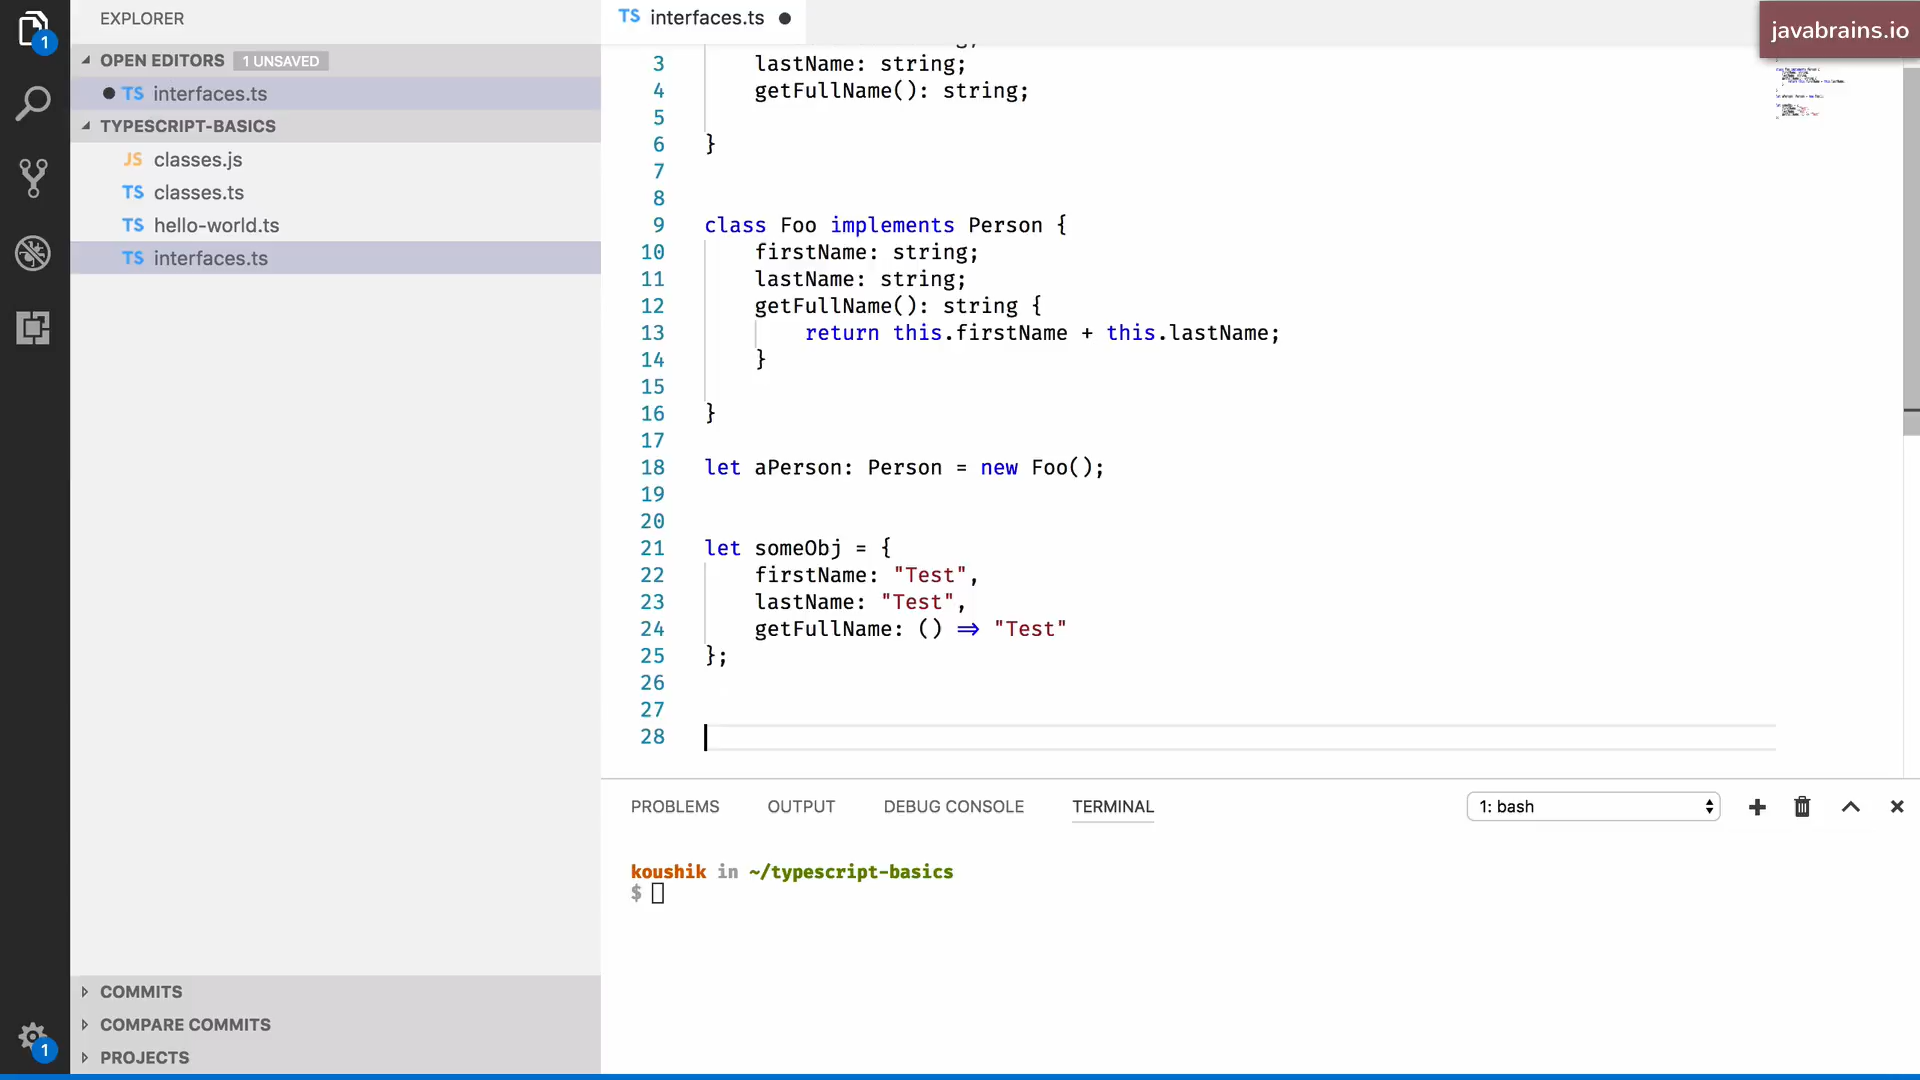 EXPLORER
OPEN EDITORS 1 UNSAVED
TS interfaces.ts
TYPESCRIPT-BASICS
JS classes.js
TS classes.ts
TS hello-world.ts
TS interfaces.ts
COMMITS
COMPARE COMMITS
PROJECTS
1
1
TS interfaces.ts
javabrains.io
3 lastName: string;
4 getFullName(): string;
5
6 }
7
8
9 class Foo implements Person {
10 firstName: string;
11 lastName: string;
12 getFullName(): string {
13 return this.firstName + this.lastName;
14 }
15
16 }
17
18 let aPerson: Person = new Foo();
19
20
21 let someObj = {
22 firstName: "Test",
23 lastName: "Test",
24 getFullName: () => "Test"
25 };
26
27
28
PROBLEMS OUTPUT DEBUG CONSOLE TERMINAL 1: bash
koushik in ~/typescript-basics
$